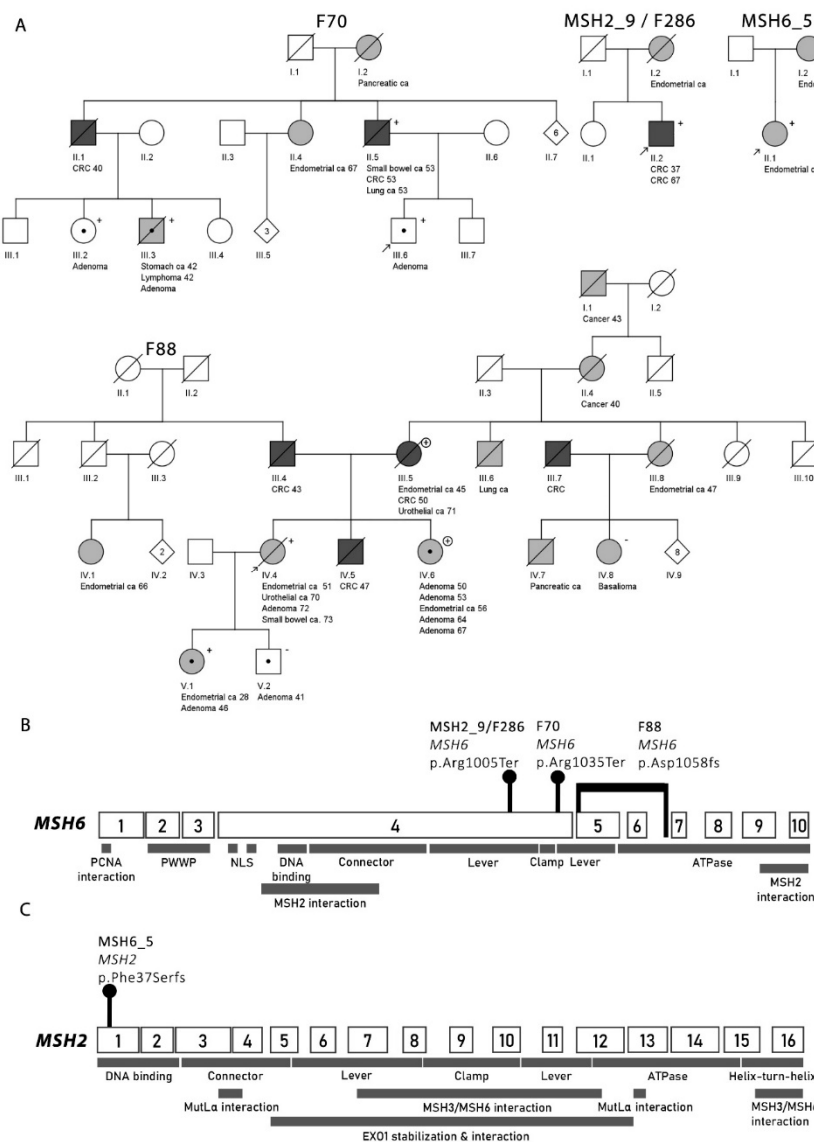 A
F70
MSH2_9 / F286
MSH6_5
I.1
I.2
Pancreatic ca
I.1
I.2
Endometrial ca
I.1
I.2
II.1
CRC 40
II.2
II.3
II.4
Endometrial ca 67
+
II.5
Small bowel ca 53
CRC 53
Lung ca 53
II.6
6
II.7
II.1
+
II.2
CRC 37
CRC 67
+
II.1
III.1
+
III.2
Adenoma
+
III.3
Stomach ca 42
Lymphoma 42
Adenoma
III.4
3
III.5
+
III.6
Adenoma
III.7
F88
I.1
Cancer 43
I.2
II.1
II.2
II.3
II.4
Cancer 40
II.5
III.1
III.2
III.3
III.4
CRC 43
+
III.5
Endometrial ca 45
CRC 50
Urothelial ca 71
III.6
Lung ca
III.7
CRC
III.8
Endometrial ca 47
III.9
III.10
IV.1
Endometrial ca 66
2
IV.2
IV.3
+
IV.4
Endometrial ca 51
Urothelial ca 70
Adenoma 72
Small bowel ca. 73
IV.5
CRC 47
+
IV.6
Adenoma 50
Adenoma 53
Endometrial ca 56
Adenoma 64
Adenoma 67
IV.7
Pancreatic ca
-
IV.8
Basalioma
8
IV.9
+
V.1
Endometrial ca 28
Adenoma 46
-
V.2
Adenoma 41
B
MSH2_9/F286
MSH6
p.Arg1005Ter
F70
MSH6
p.Arg1035Ter
F88
MSH6
p.Asp1058fs
MSH6
1 2 3 4 5 6 7 8 9 10
PCNA
interaction
PWWP
NLS
DNA
binding
Connector
Lever
Clamp
Lever
ATPase
MSH2 interaction
MSH2
interaction
C
MSH6_5
MSH2
p.Phe37Serfs
MSH2
1 2 3 4 5 6 7 8 9 10 11 12 13 14 15 16
DNA binding
Connector
Lever
Clamp
Lever
ATPase
Helix-turn-helix
MutLα interaction
MSH3/MSH6 interaction
MutLα interaction
interaction
EXO1 stabilization & interaction